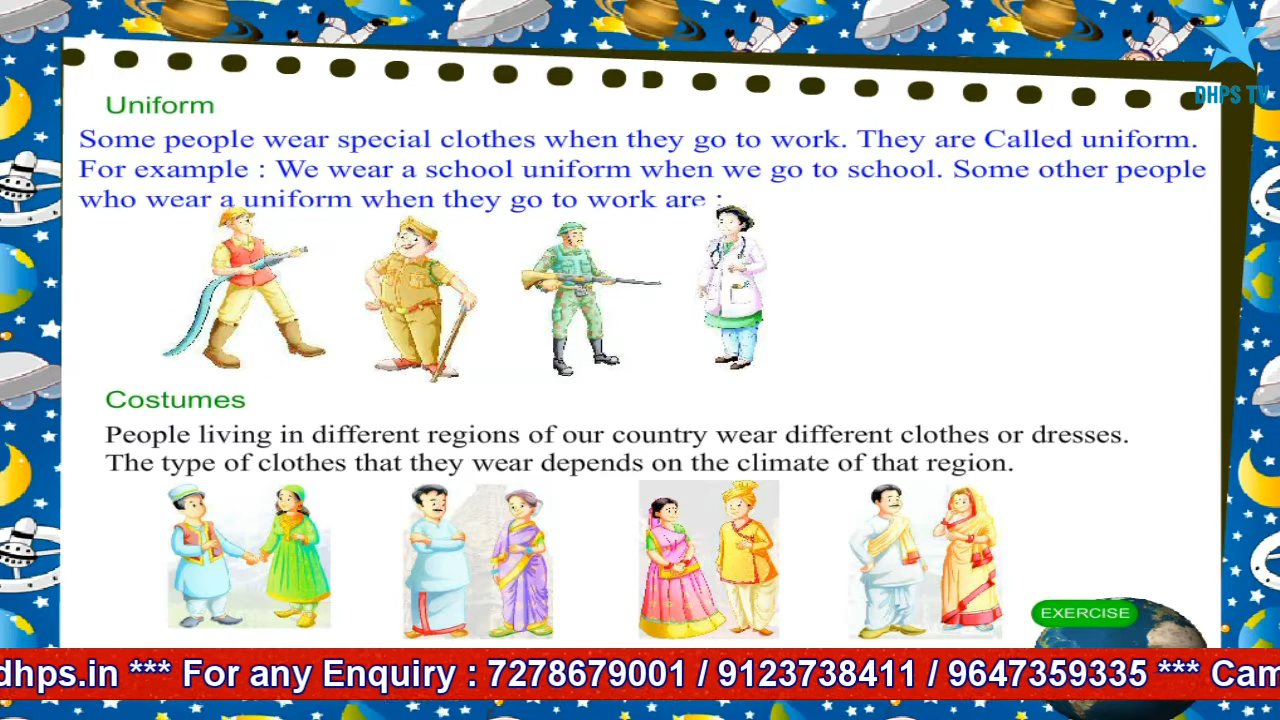 DHPS TV
Uniform
Some people wear special clothes when they go to work. They are Called uniform.
For example : We wear a school uniform when we go to school. Some other people
who wear a uniform when they go to work are :
Costumes
People living in different regions of our country wear different clothes or dresses.
The type of clothes that they wear depends on the climate of that region.
EXERCISE
dhps.in *** For any Enquiry : 7278679001 / 9123738411 / 9647359335 *** Cam